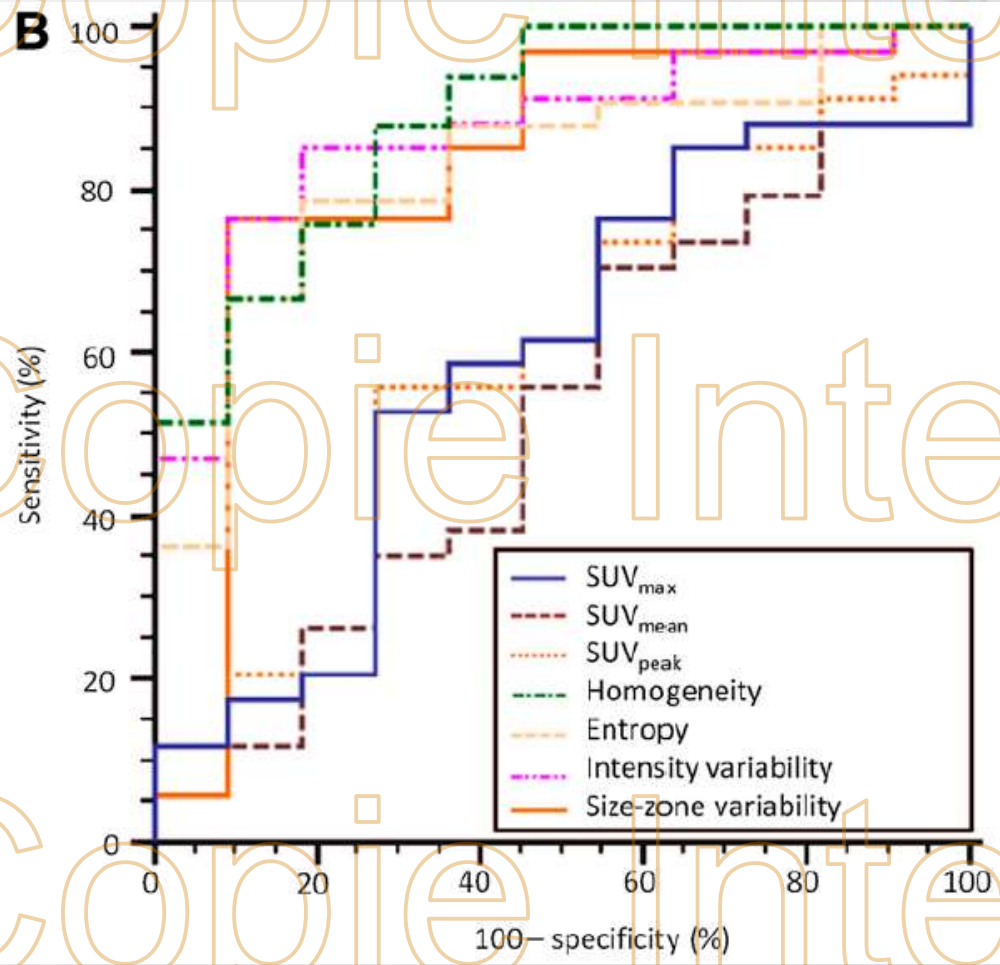 B
100
80
60
40
20
0
Sensitivity (%)
SUVmax
SUVmean
SUVpeak
Homogeneity
Entropy
Intensity variability
Size-zone variability
0 20 40 60 80 100
100– specificity (%)
opie Inte
Copie Inte
Copie Inte